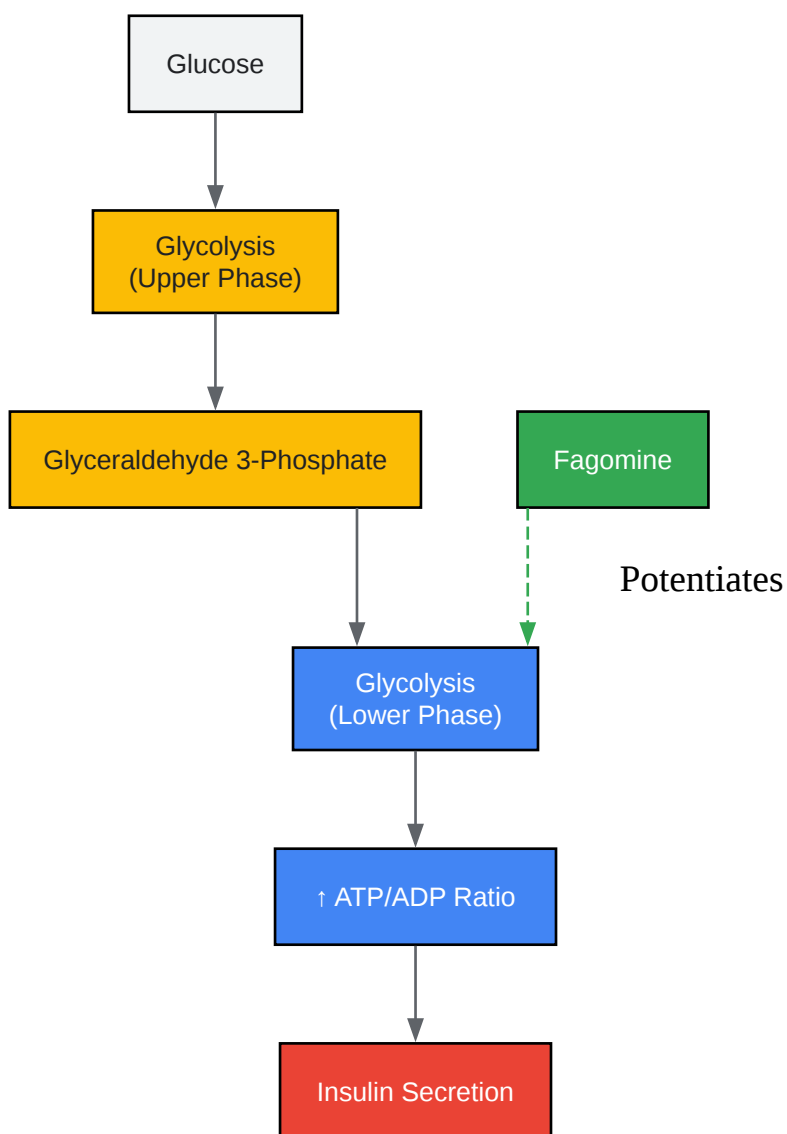 Glucose
Glycolysis
(Upper Phase)
Glyceraldehyde 3-Phosphate
Fagomine
Potentiates
Glycolysis
(Lower Phase)
↑ ATP/ADP Ratio
Insulin Secretion